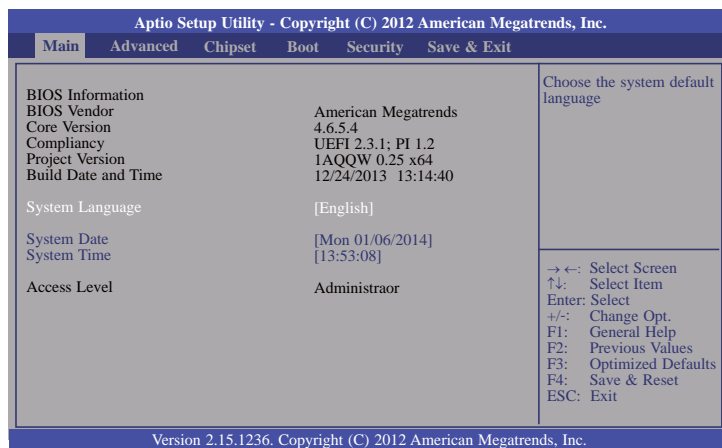 Aptio Setup Utility - Copyright (C) 2012 American Megatrends, Inc.
Main Advanced Chipset Boot Security Save & Exit
BIOS Information
BIOS Vendor American Megatrends
Core Version 4.6.5.4
Compliancy UEFI 2.3.1; PI 1.2
Project Version 1AQQW 0.25 x64
Build Date and Time 12/24/2013 13:14:40
System Language [English]
System Date [Mon 01/06/2014]
System Time [13:53:08]
Access Level Administraor
Choose the system default
language
→ ←: Select Screen
↑↓: Select Item
Enter: Select
+/-: Change Opt.
F1: General Help
F2: Previous Values
F3: Optimized Defaults
F4: Save & Reset
ESC: Exit
Version 2.15.1236. Copyright (C) 2012 American Megatrends, Inc.